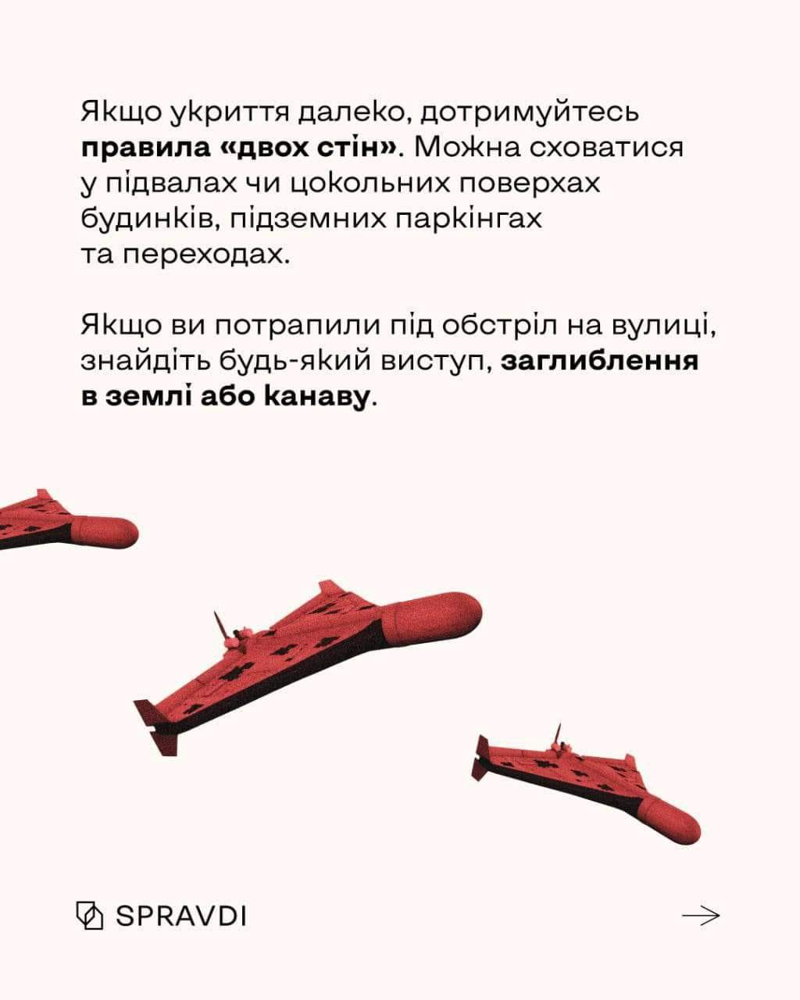 Якщо укриття далеко, дотримуйтесь
правила «двох стін». Можна сховатися
у підвалах чи цокольних поверхах
будинків, підземних паркінгах
та переходах.
Якщо ви потрапили під обстріл на вулиці,
знайдіть будь-який виступ, заглиблення
в землі або канаву.
SPRAVDI